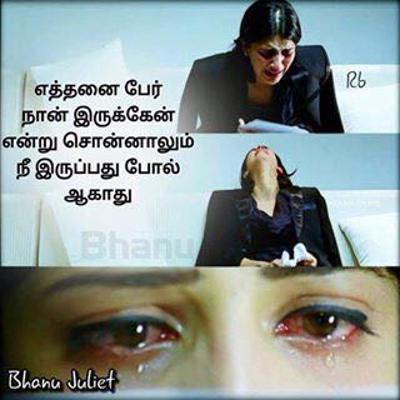 எத்தனை பேர்
நான் இருக்கேன்
என்று சொன்னாலும்
நீ இருப்பது போல்
ஆகாது
Rb
Bhanu
Bhanu Juliet